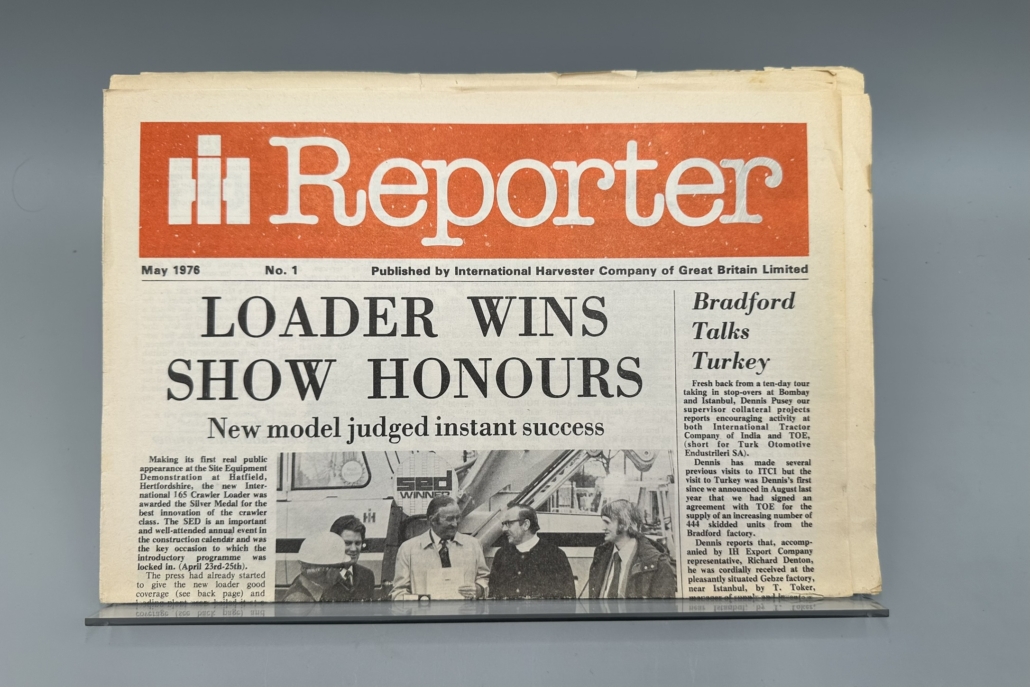 IH Reporter
May 1976 No. 1 Published by International Harvester Company of Great Britain Limited
LOADER WINS
SHOW HONOURS
New model judged instant success
Making its first real public
appearance at the Site Equipment
Demonstration at Hatfield,
Hertfordshire, the new Inter-
national 165 Crawler Loader was
awarded the Silver Medal for the
best innovation of the crawler
class. The SED is an important
and well-attended annual event in
the construction calendar and was
the key occasion to which the
introductory programme was
locked in. (April 23rd-25th).
The press had already started
to give the new loader good
coverage (see back page) and
sed
WINNER
IH
Bradford
Talks
Turkey
Fresh back from a ten-day tour
taking in stop-overs at Bombay
and Istanbul, Dennis Pusey our
supervisor collateral projects
reports encouraging activity at
both International Tractor
Company of India and TOE,
(short for Turk Otomotive
Endustrileri SA).
Dennis has made several
previous visits to ITCI but the
visit to Turkey was Dennis's first
since we announced in August last
year that we had signed an
agreement with TOE for the
supply of an increasing number of
444 skidded units from the
Bradford factory.
Dennis reports that, accomp-
anied by IH Export Company
representative, Richard Denton,
he was cordially received at the
pleasantly situated Gebze factory,
near Istanbul, by T. Toker,